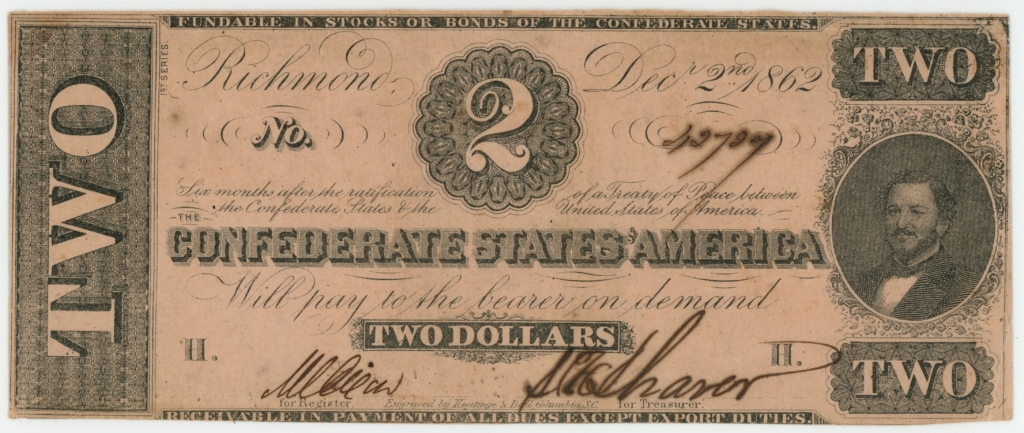 FUNDABLE IN STOCKS OR BONDS OF THE CONFEDERATE STATES.
1ST SERIES.
TWO
TWO
Richmond, Decr 2nd 1862
2
No. 42709
Six months after the ratification of a Treaty of Peace between
the Confederate States & the United States of America.
THE
CONFEDERATE STATES OF AMERICA
Will pay to the bearer on demand
TWO DOLLARS
H. H.
TWO
for Register. Engraved by Keatinge & Ball, Columbia, S.C. for Treasurer.
RECEIVABLE IN PAYMENT OF ALL DUES EXCEPT EXPORT DUTIES.